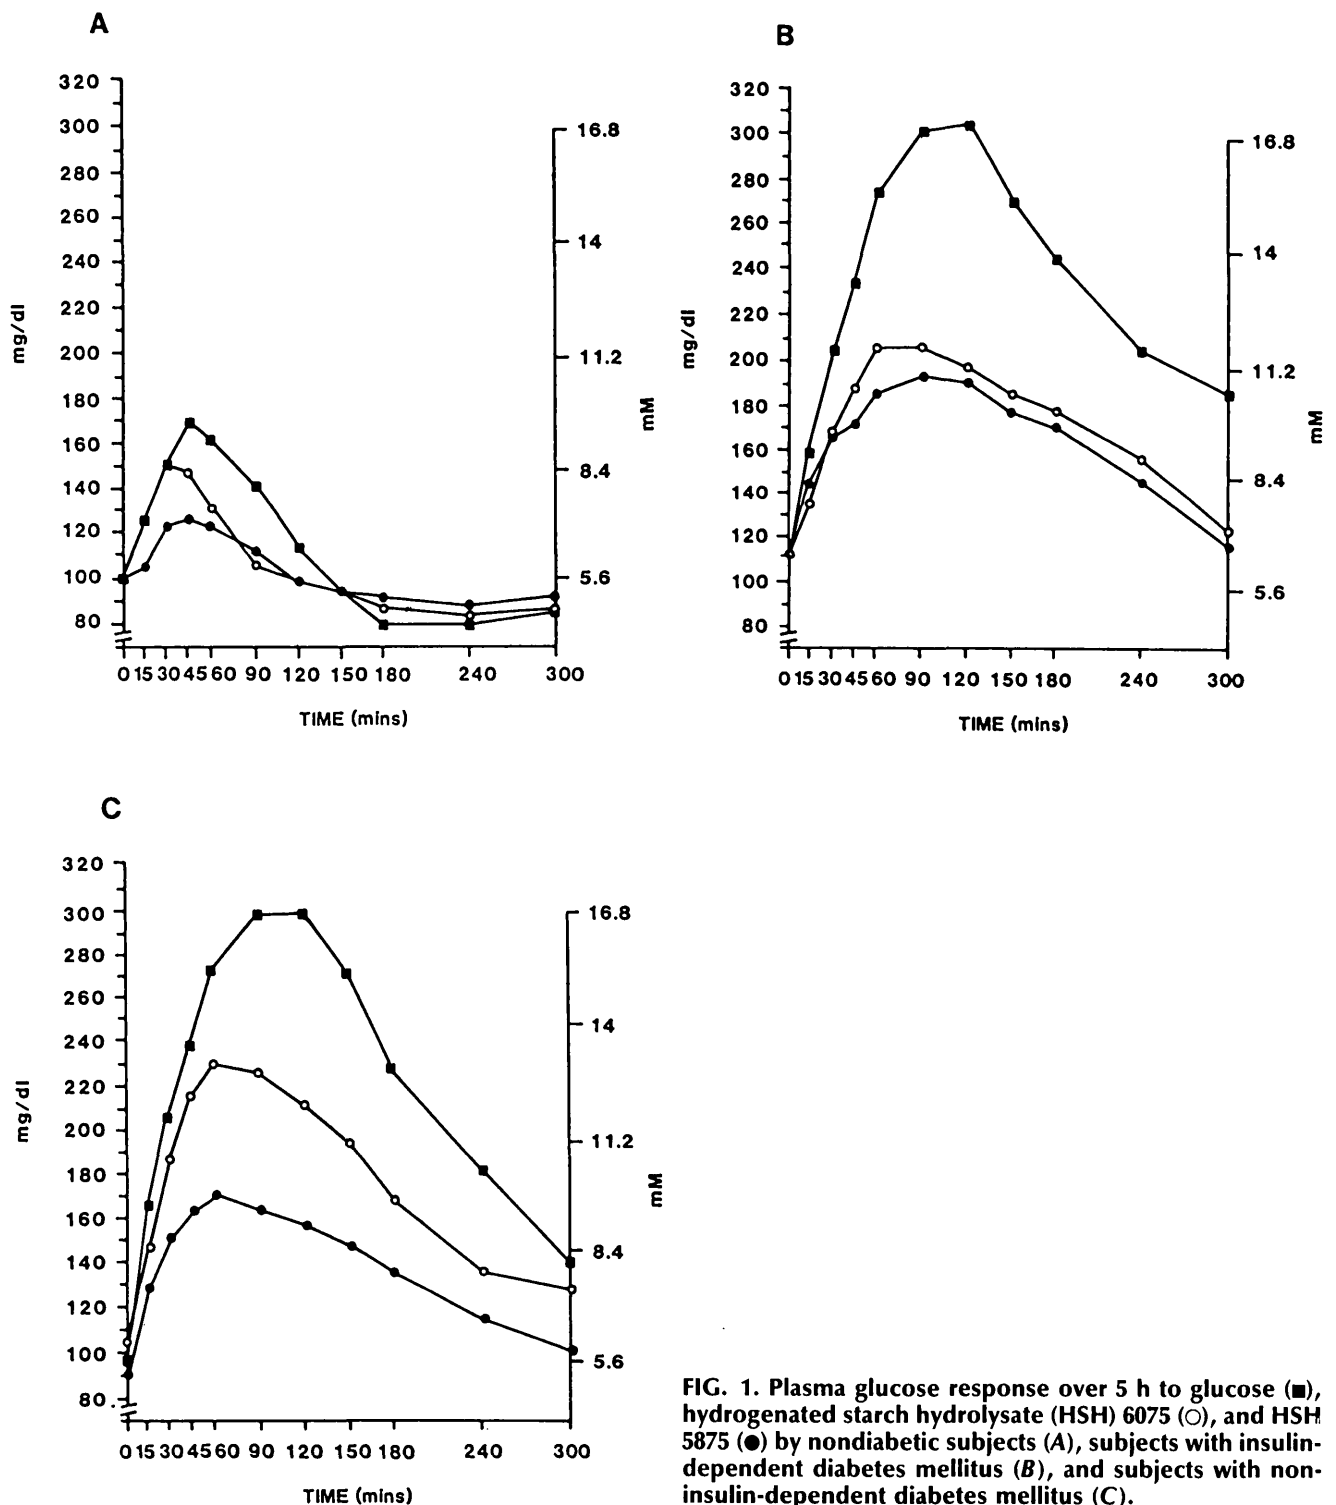 A
320
300
280
260
240
220
200
180
160
140
120
100
80
mg/dl
16.8
14
11.2
8.4
5.6
mM
0 15 30 45 60 90 120 150 180 240 300
TIME (mins)
B
320
300
280
260
240
220
200
180
160
140
120
100
80
mg/dl
16.8
14
11.2
8.4
5.6
mM
0 15 30 45 60 90 120 150 180 240 300
TIME (mins)
C
320
300
280
260
240
220
200
180
160
140
120
100
80
mg/dl
16.8
14
11.2
8.4
5.6
mM
0 15 30 45 60 90 120 150 180 240 300
TIME (mins)
FIG. 1. Plasma glucose response over 5 h to glucose (■),
hydrogenated starch hydrolysate (HSH) 6075 (○), and HSH
5875 (●) by nondiabetic subjects (A), subjects with insulin-
dependent diabetes mellitus (B), and subjects with non-
insulin-dependent diabetes mellitus (C).